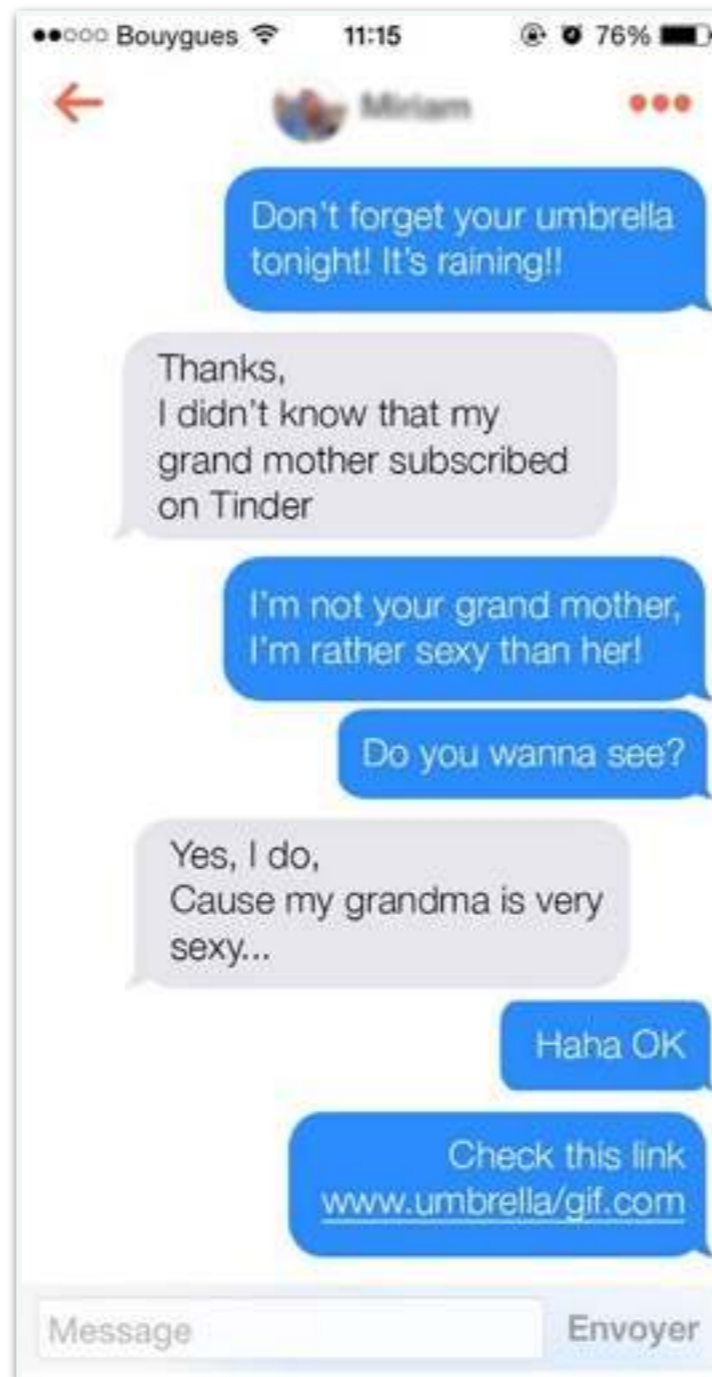 Bouygues 11:15 76%
Miriam
Don't forget your umbrella
tonight! It's raining!!
Thanks,
I didn't know that my
grand mother subscribed
on Tinder
I'm not your grand mother,
I'm rather sexy than her!
Do you wanna see?
Yes, I do,
Cause my grandma is very
sexy...
Haha OK
Check this link
www.umbrella/gif.com
Message Envoyer